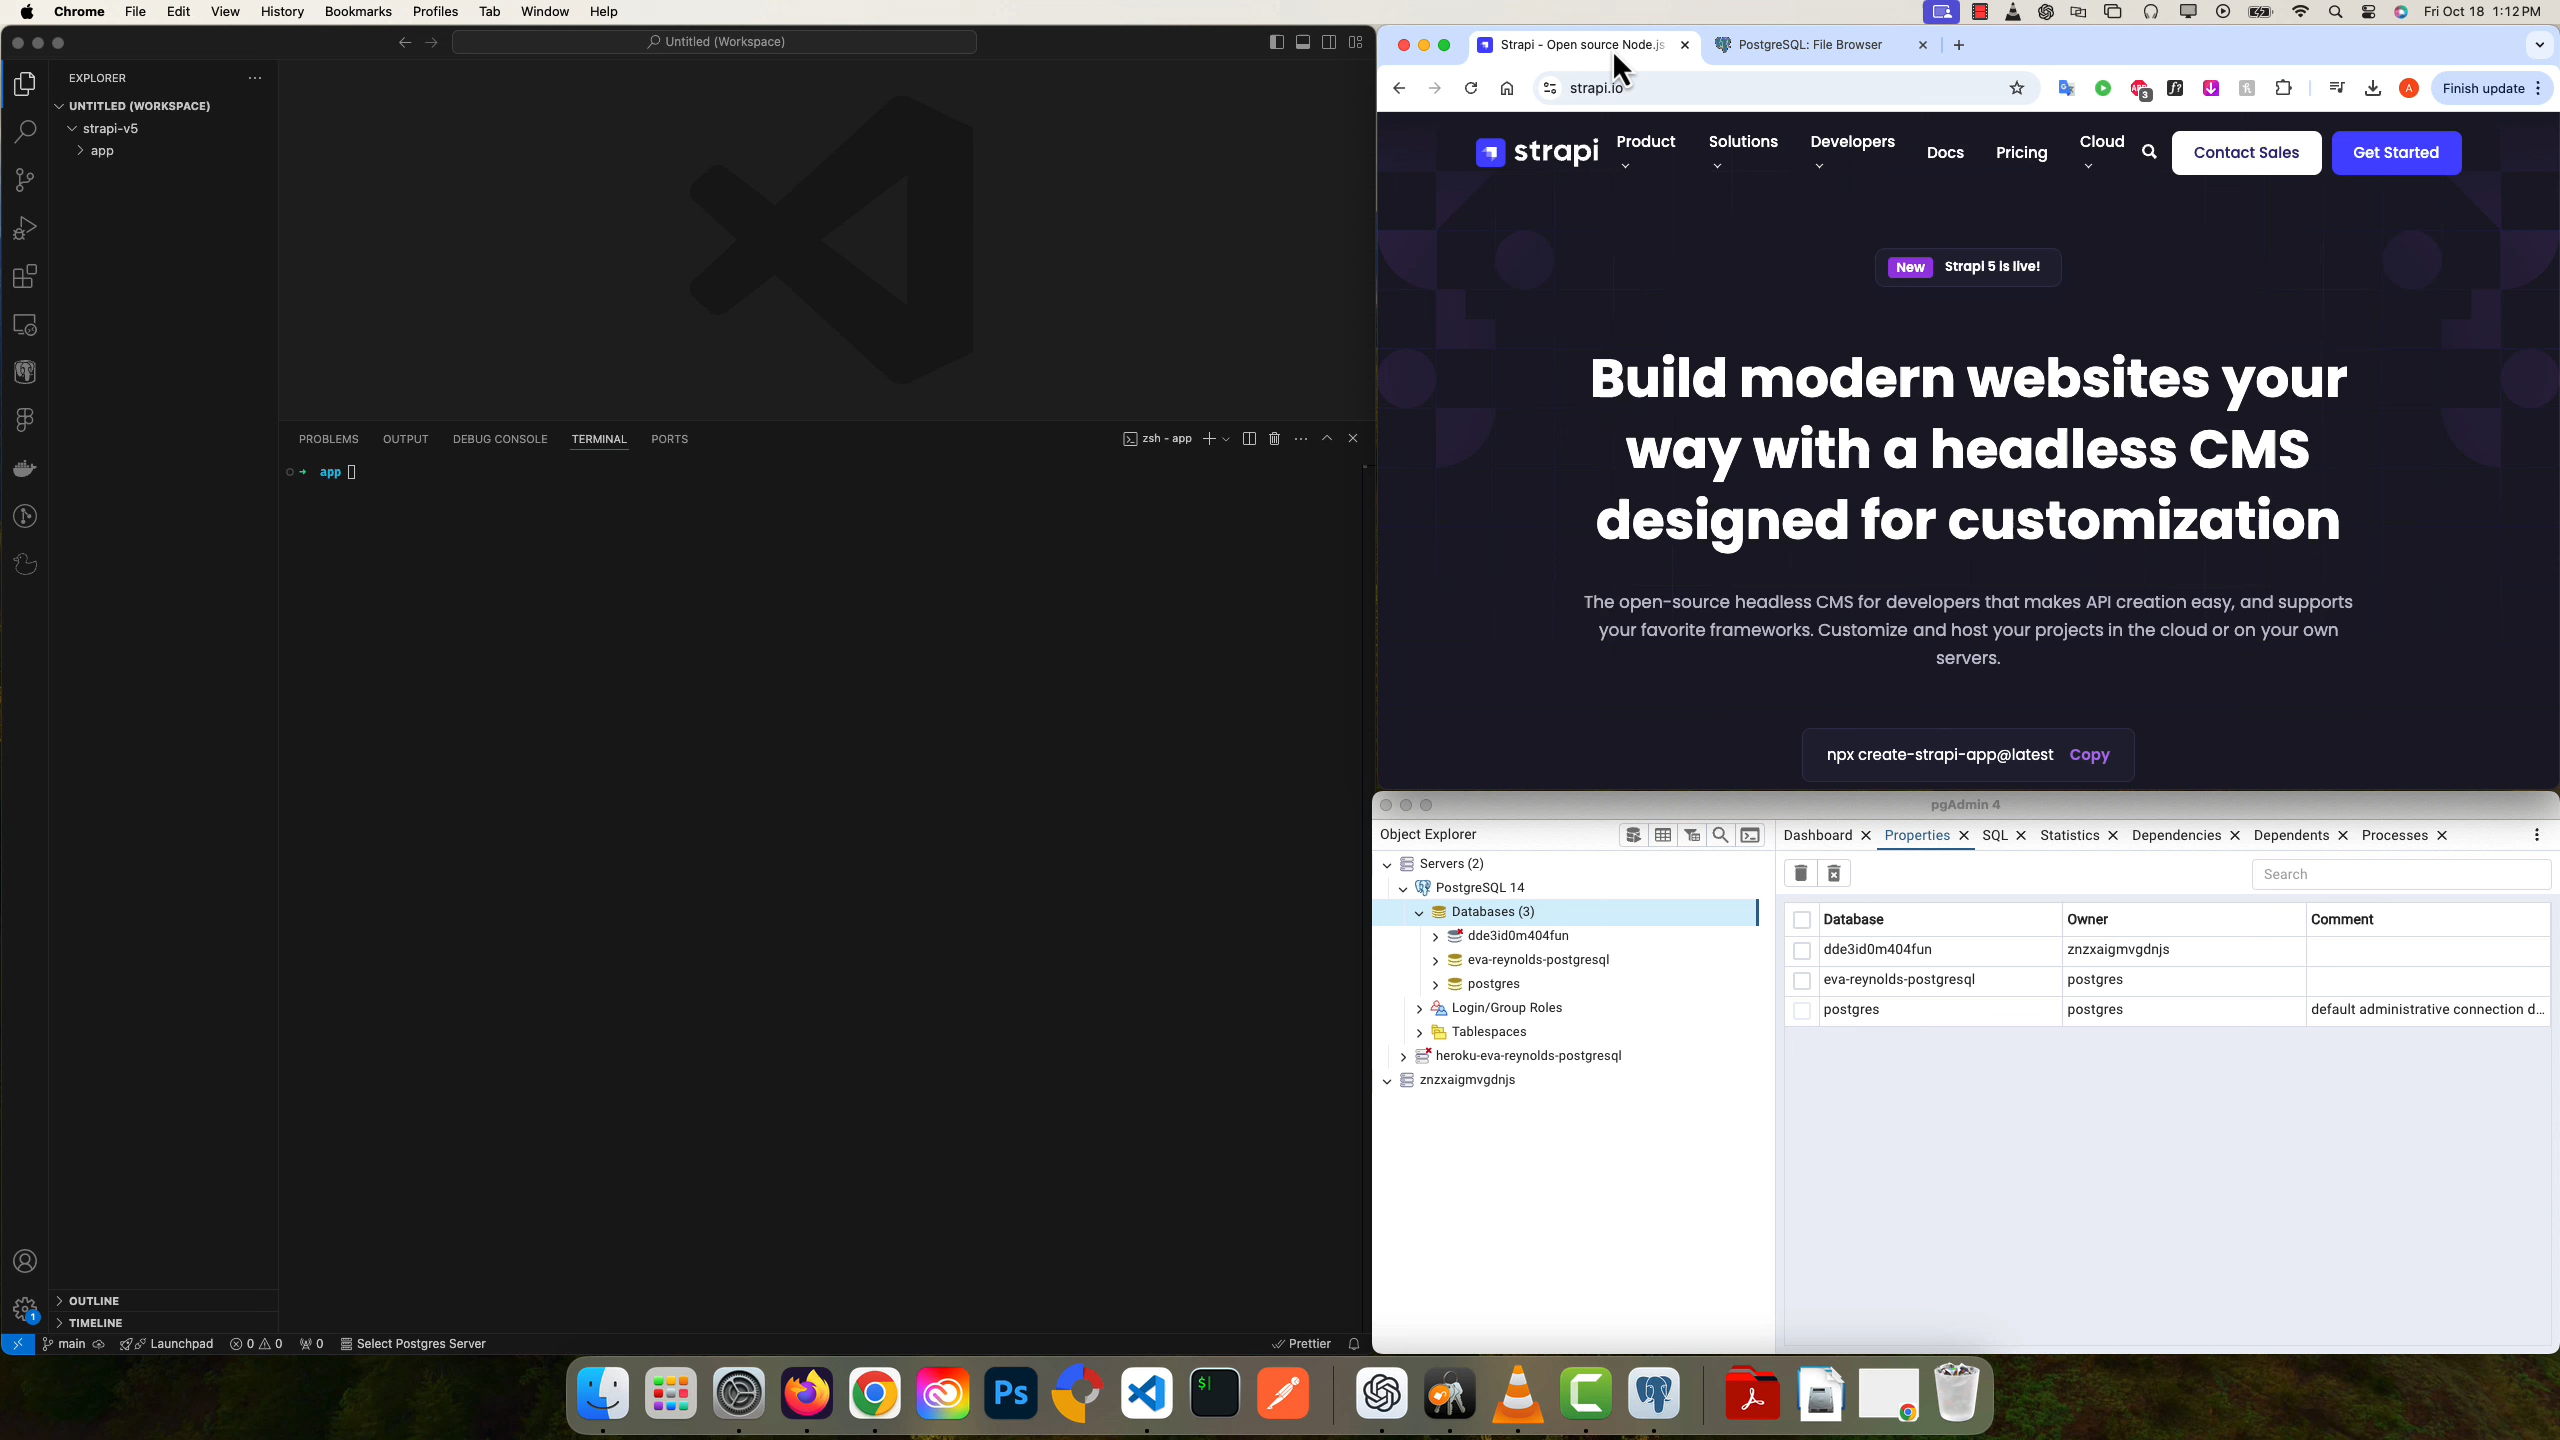 Chrome File Edit View History Bookmarks Profiles Tab Window Help
Fri Oct 18 1:12 PM
Untitled (Workspace)
EXPLORER
UNTITLED (WORKSPACE)
strapi-v5
app
PROBLEMS OUTPUT DEBUG CONSOLE TERMINAL PORTS
zsh - app
app
OUTLINE
TIMELINE
1
main Launchpad 0 0 0 Select Postgres Server
Prettier
Strapi - Open source Node.js
PostgreSQL: File Browser
strapi.io
3
A
Finish update
strapi Product Solutions Developers Docs Pricing Cloud Contact Sales Get Started
New Strapi 5 is live!
Build modern websites your
way with a headless CMS
designed for customization
The open-source headless CMS for developers that makes API creation easy, and supports
your favorite frameworks. Customize and host your projects in the cloud or on your own
servers.
npx create-strapi-app@latest Copy
pgAdmin 4
Object Explorer
Servers (2)
PostgreSQL 14
Databases (3)
dde3id0m404fun
eva-reynolds-postgresql
postgres
Login/Group Roles
Tablespaces
heroku-eva-reynolds-postgresql
znzxaigmvgdnjs
Dashboard Properties SQL Statistics Dependencies Dependents Processes
Search
Database Owner Comment
dde3id0m404fun znzxaigmvgdnjs
eva-reynolds-postgresql postgres
postgres postgres default administrative connection d...
Ps
$